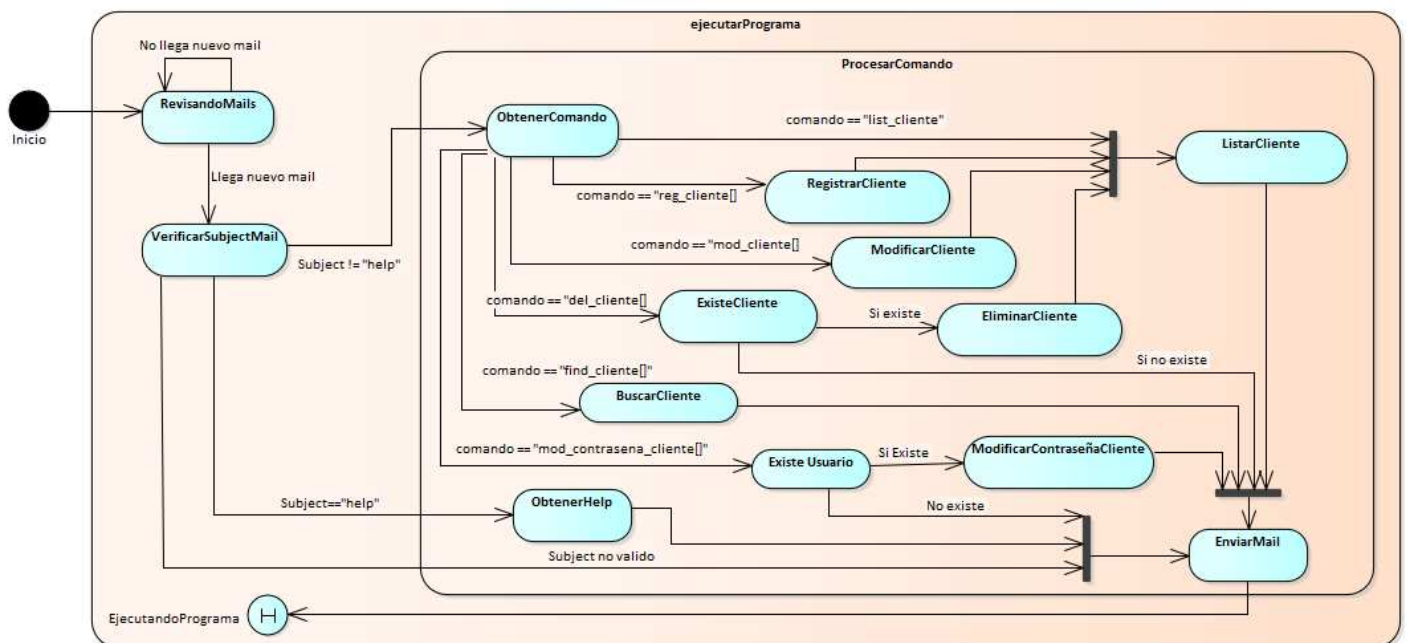 ejecutarPrograma
No llega nuevo mail
ProcesarComando
RevisandoMails
Inicio
ObtenerComando
comando == "list_cliente"
ListarCliente
Llega nuevo mail
RegistrarCliente
comando == "reg_cliente[]
VerificarSubjectMail
Subject != "help"
comando == "mod_cliente[]
ModificarCliente
comando == "del_cliente[]
ExisteCliente
Si existe
EliminarCliente
Si no existe
comando == "find_cliente[]"
BuscarCliente
comando == "mod_contrasena_cliente[]"
Existe Usuario
Si Existe
ModificarContraseñaCliente
Subject=="help"
ObtenerHelp
No existe
Subject no valido
EnviarMail
EjecutandoPrograma
H